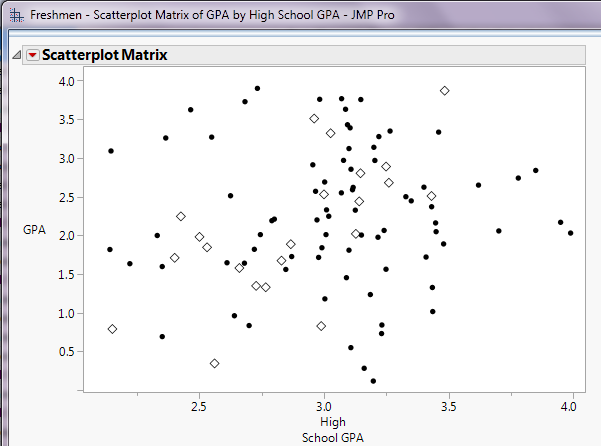 Freshmen - Scatterplot Matrix of GPA by High School GPA - JMP Pro
Scatterplot Matrix
4.0
3.5
3.0
2.5
2.0
1.5
1.0
0.5
GPA
2.5 3.0 3.5 4.0
High
School GPA